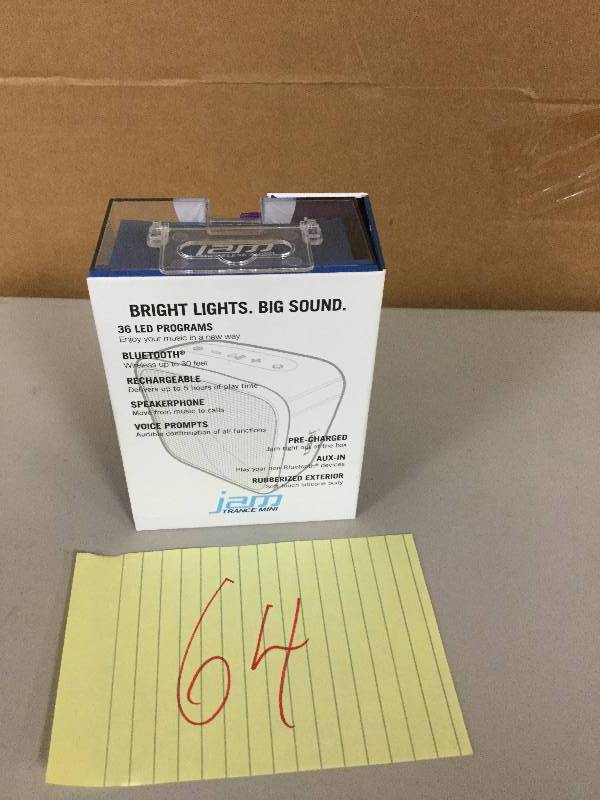 jam
BRIGHT LIGHTS. BIG SOUND.
36 LED PROGRAMS
Enjoy your music in a new way
BLUETOOTH®
Wireless up to 30 feet
RECHARGEABLE
Delivers up to 5 hours of play time
SPEAKERPHONE
Move from music to calls
VOICE PROMPTS
Audible confirmation of all functions
PRE-CHARGED
Jam right out of the box
AUX-IN
Play your non-Bluetooth® devices
RUBBERIZED EXTERIOR
Soft-touch silicone body
jam
TRANCE MINI
64